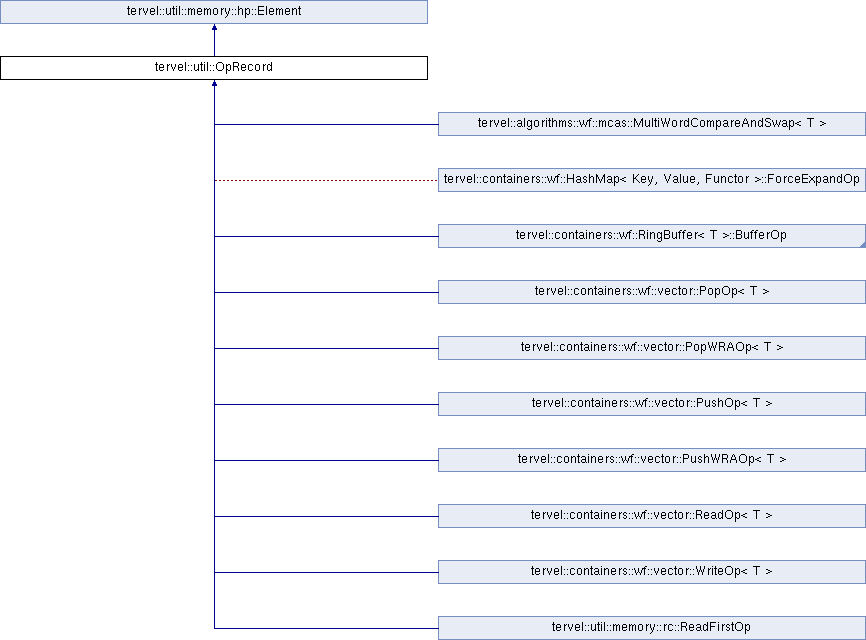 tervel::util::memory::hp::Element
tervel::util::OpRecord
tervel::algorithms::wf::mcas::MultiWordCompareAndSwap< T >
tervel::containers::wf::HashMap< Key, Value, Functor >::ForceExpandOp
tervel::containers::wf::RingBuffer< T >::BufferOp
tervel::containers::wf::vector::PopOp< T >
tervel::containers::wf::vector::PopWRAOp< T >
tervel::containers::wf::vector::PushOp< T >
tervel::containers::wf::vector::PushWRAOp< T >
tervel::containers::wf::vector::ReadOp< T >
tervel::containers::wf::vector::WriteOp< T >
tervel::util::memory::rc::ReadFirstOp